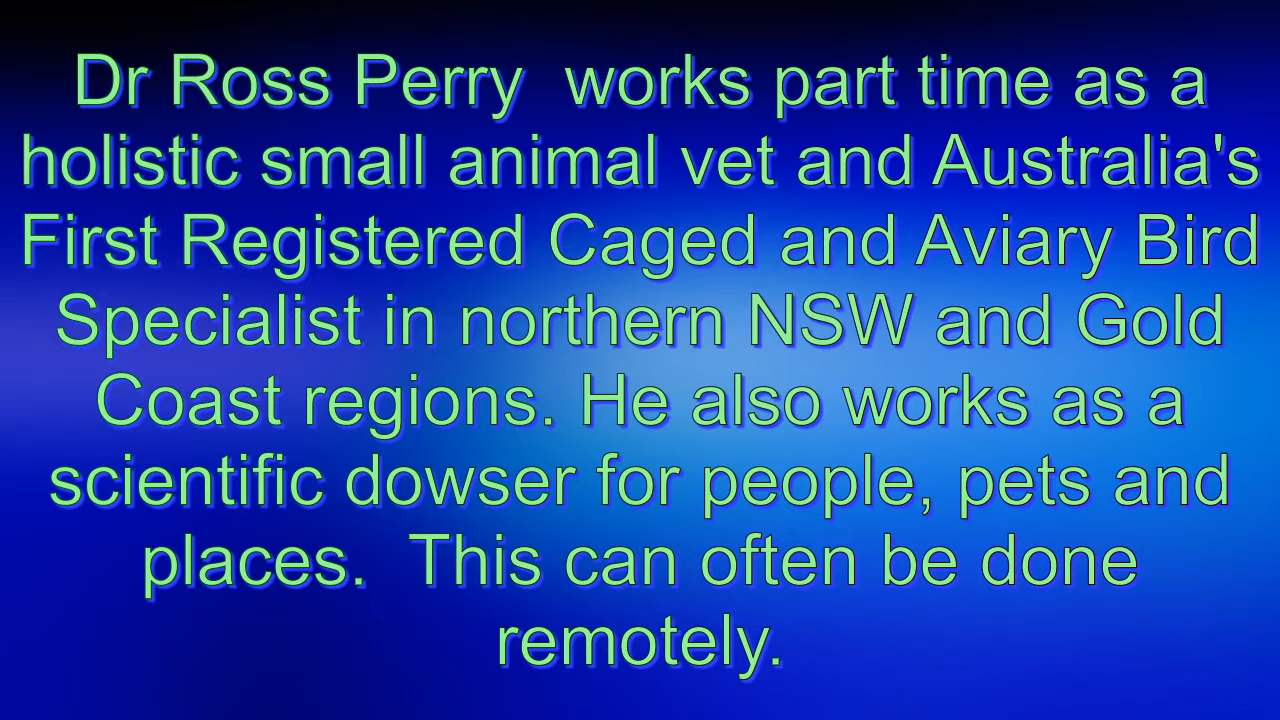 Dr Ross Perry  works part time as a
holistic small animal vet and Australia's
First Registered Caged and Aviary Bird
Specialist in northern NSW and Gold
Coast regions. He also works as a
scientific dowser for people, pets and
places.  This can often be done
remotely.